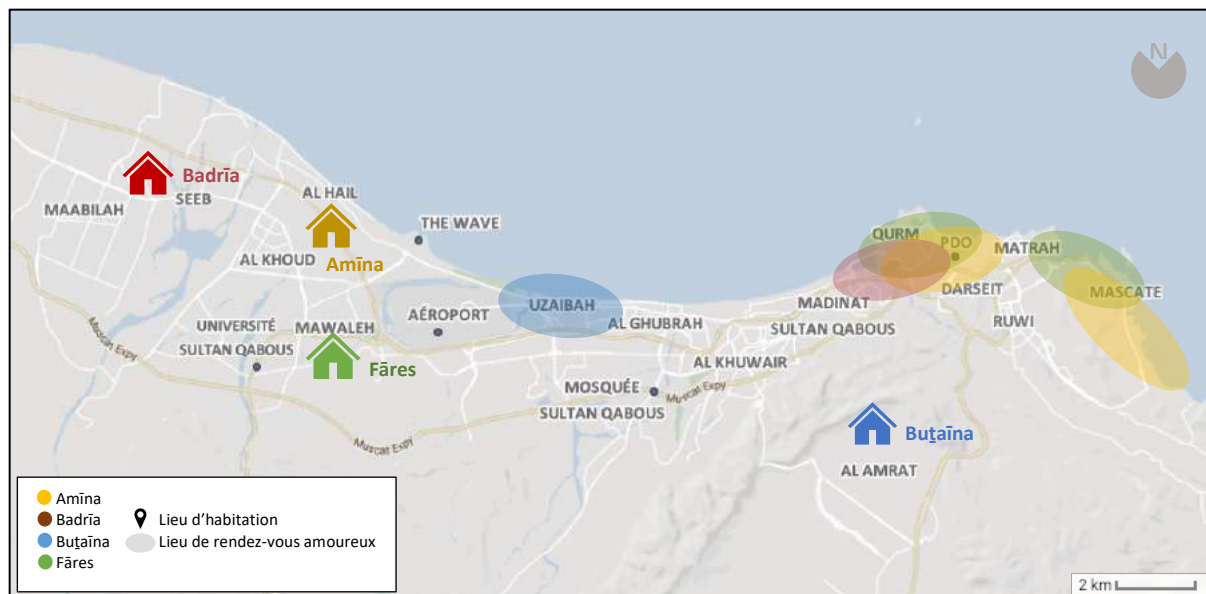 N
Badrīa
SEEB
MAABILAH
AL HAIL
THE WAVE
Amīna
AL KHOUD
QURM
PDO
MATRAH
MASCATE
DARSEIT
RUWI
UZAIBAH
MADINAT
SULTAN QABOUS
AÉROPORT
AL GHUBRAH
UNIVERSITÉ
SULTAN QABOUS
MAWALEH
Fāres
AL KHUWAIR
MOSQUÉE
SULTAN QABOUS
Muscat Expy
Muscat Expy
Muscat Expy
Buṯaīna
AL AMRAT
Amīna
Badrīa
Lieu d'habitation
Buṯaīna
Lieu de rendez-vous amoureux
Fāres
2 km